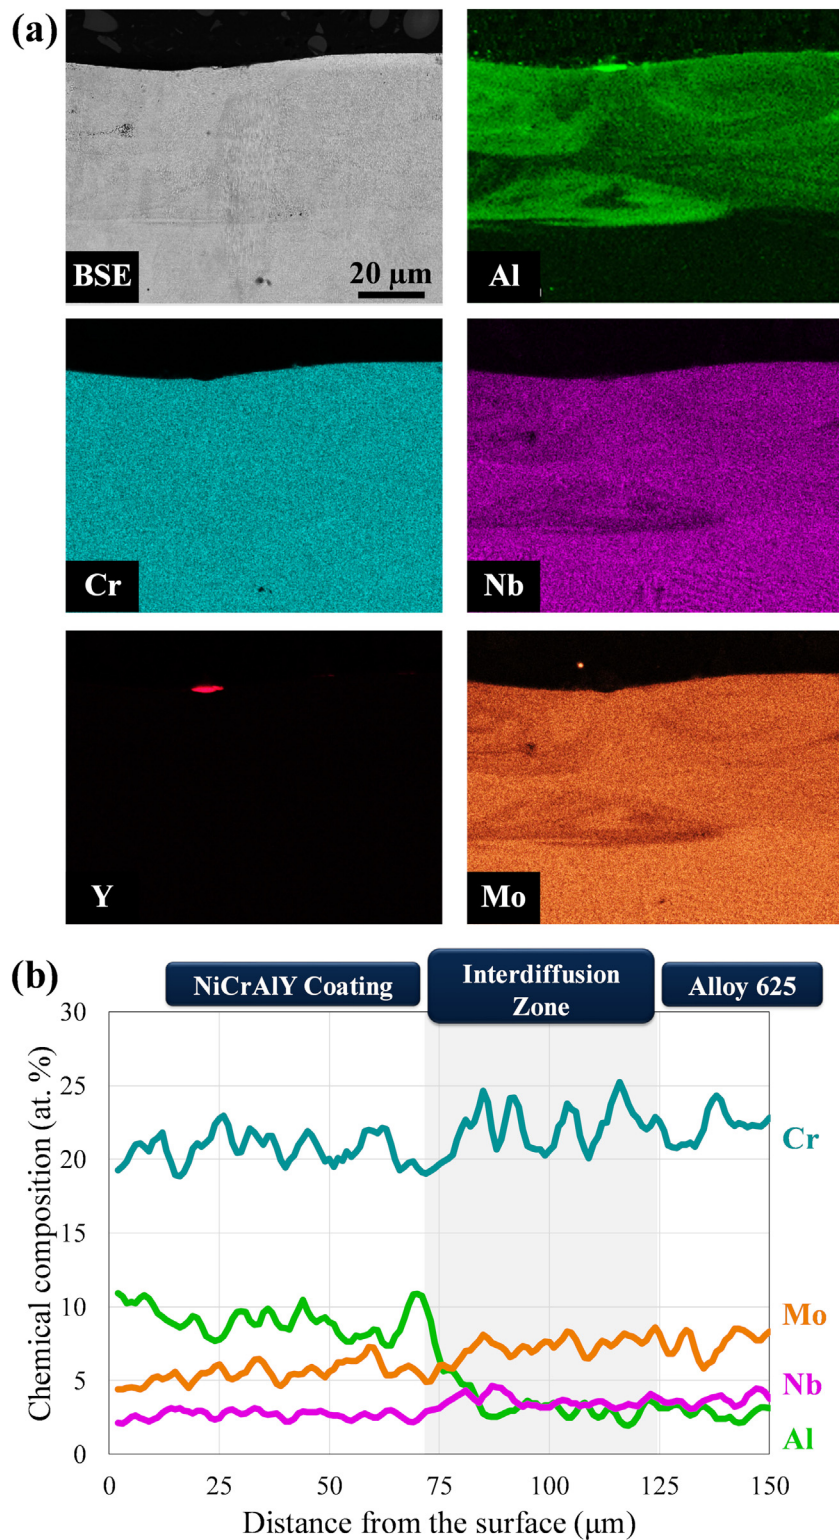 (a)
BSE
20 μm
Al
Cr
Nb
Y
Mo
(b)
NiCrAlY Coating
Interdiffusion
Zone
Alloy 625
Chemical composition (at. %)
30
25
20
15
10
5
0
Cr
Mo
Nb
Al
0
25
50
75
100
125
150
Distance from the surface (μm)